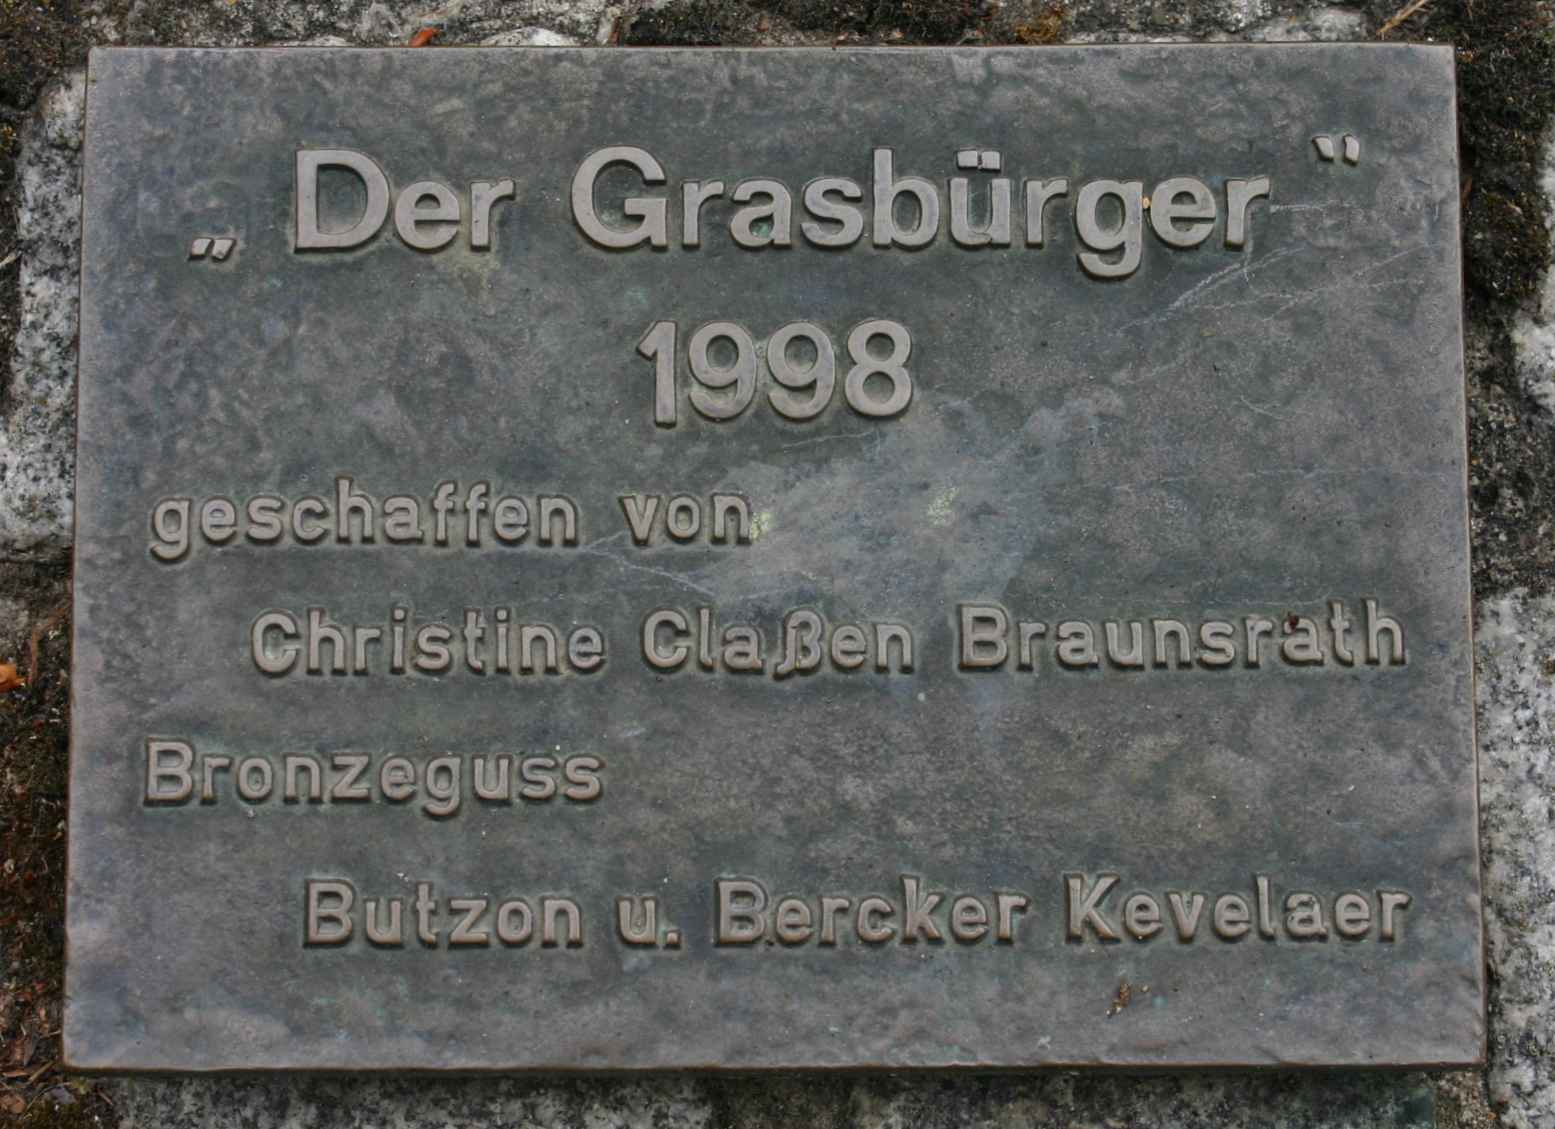 „Der Grasbürger“
1998
geschaffen von
Christine Claßen Braunsrath
Bronzeguss
Butzon u. Bercker Kevelaer